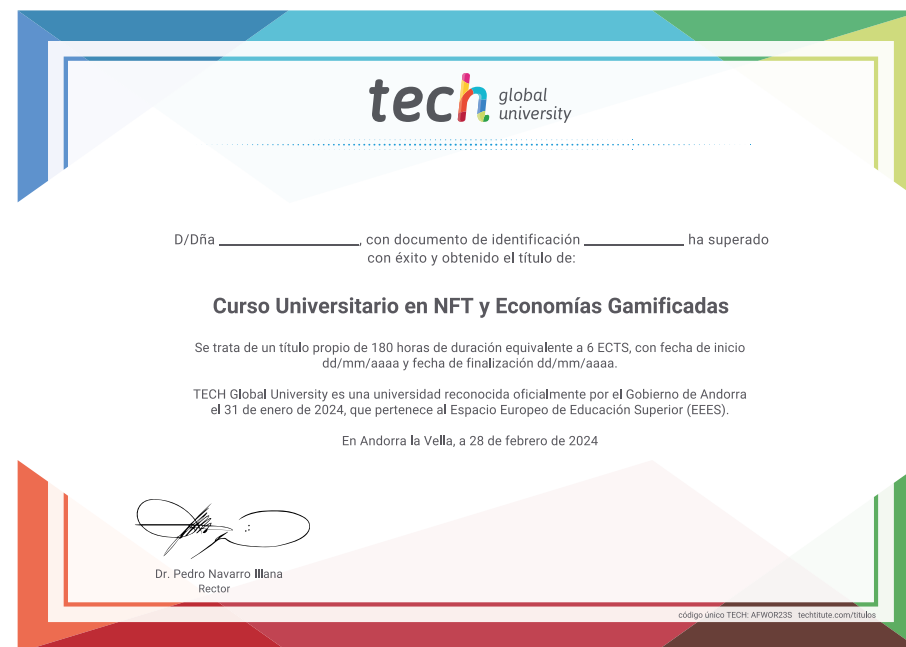 tech global university
D/Dña ____________________, con documento de identificación ______________ ha superado
con éxito y obtenido el título de:
Curso Universitario en NFT y Economías Gamificadas
Se trata de un título propio de 180 horas de duración equivalente a 6 ECTS, con fecha de inicio
dd/mm/aaaa y fecha de finalización dd/mm/aaaa.
TECH Global University es una universidad reconocida oficialmente por el Gobierno de Andorra
el 31 de enero de 2024, que pertenece al Espacio Europeo de Educación Superior (EEES).
En Andorra la Vella, a 28 de febrero de 2024
Dr. Pedro Navarro Illana
Rector
código único TECH: AFWOR23S techtitute.com/titulos